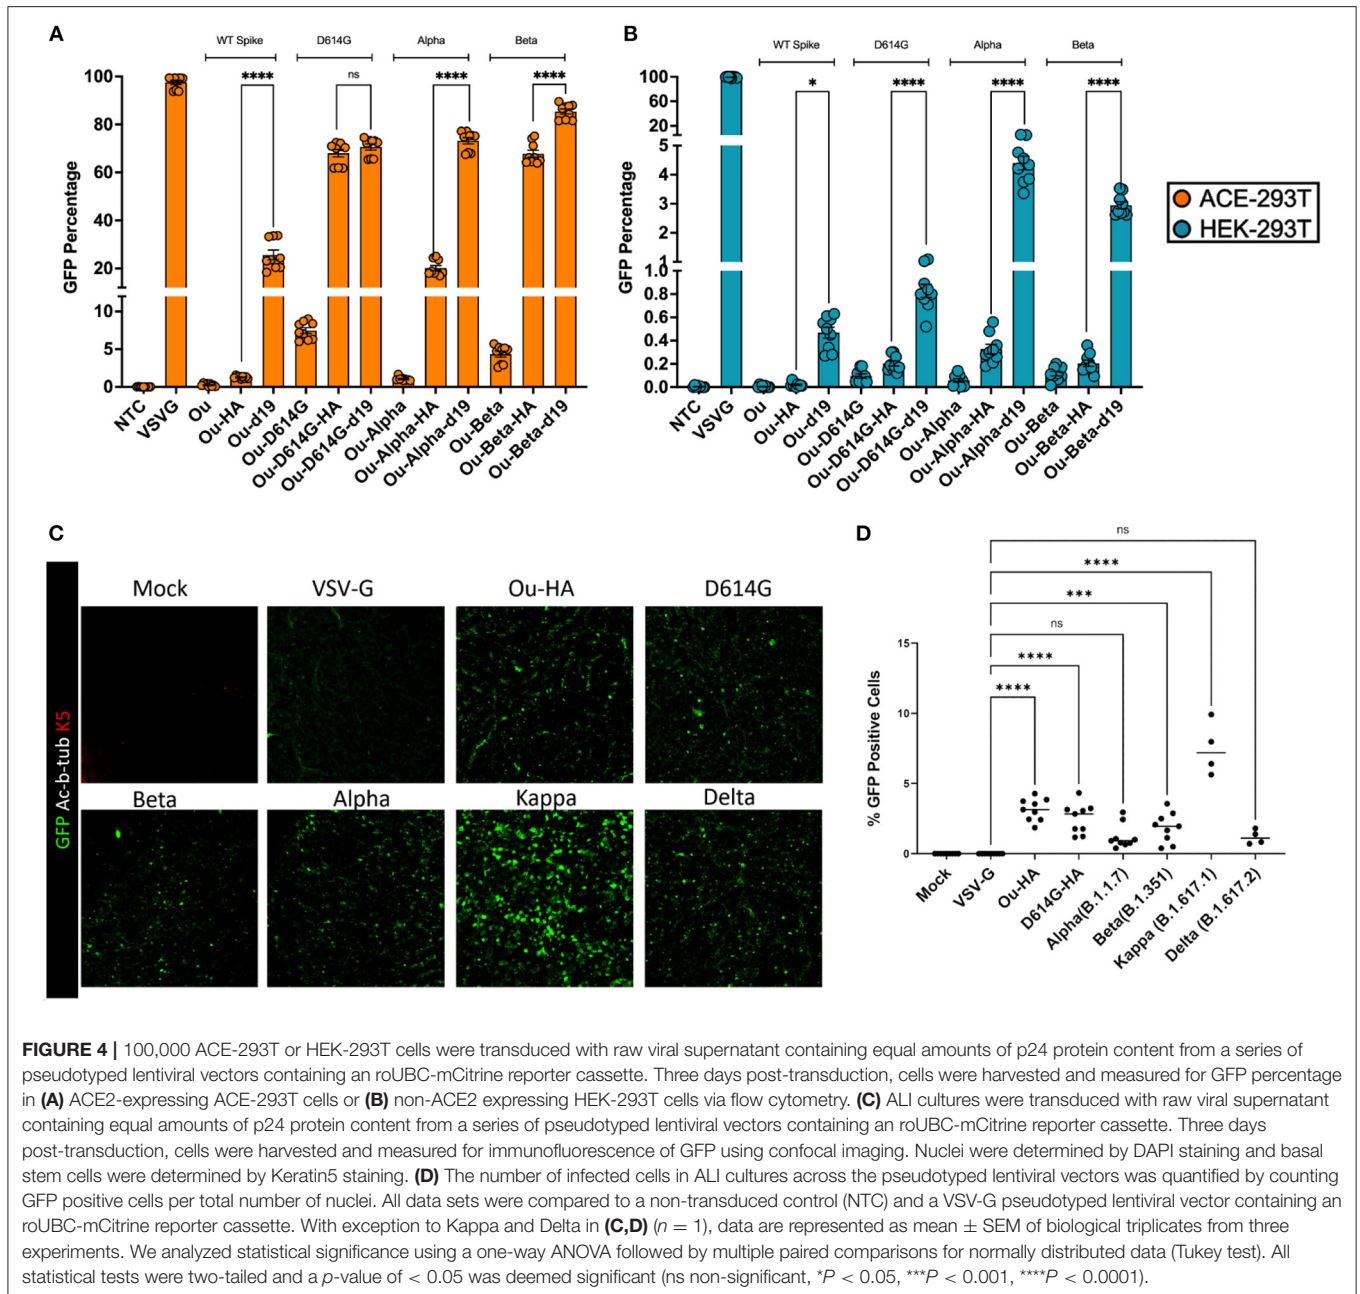 A
WT Spike D614G Alpha Beta
**** ns **** ****
GFP Percentage
100
80
60
40
20
10
5
0
NTC
VSVG
Ou
Ou-HA
Ou-d19
Ou-D614G
Ou-D614G-HA
Ou-D614G-d19
Ou-Alpha
Ou-Alpha-HA
Ou-Alpha-d19
Ou-Beta
Ou-Beta-HA
Ou-Beta-d19
B
WT Spike D614G Alpha Beta
* **** **** ****
GFP Percentage
100
60
20
5
4
3
2
1
1.0
0.8
0.6
0.4
0.2
0.0
NTC
VSVG
Ou
Ou-HA
Ou-d19
Ou-D614G
Ou-D614G-HA
Ou-D614G-d19
Ou-Alpha
Ou-Alpha-HA
Ou-Alpha-d19
Ou-Beta
Ou-Beta-HA
Ou-Beta-d19
ACE-293T
HEK-293T
C
GFP Ac-b-tub K5
Mock VSV-G Ou-HA D614G
Beta Alpha Kappa Delta
D
ns
****
***
ns
****
****
% GFP Positive Cells
15
10
5
0
Mock
VSV-G
Ou-HA
D614G-HA
Alpha(B.1.1.7)
Beta(B.1.351)
Kappa (B.1.617.1)
Delta (B.1.617.2)
FIGURE 4 | 100,000 ACE-293T or HEK-293T cells were transduced with raw viral supernatant containing equal amounts of p24 protein content from a series of
pseudotyped lentiviral vectors containing an roUBC-mCitrine reporter cassette. Three days post-transduction, cells were harvested and measured for GFP percentage
in (A) ACE2-expressing ACE-293T cells or (B) non-ACE2 expressing HEK-293T cells via flow cytometry. (C) ALI cultures were transduced with raw viral supernatant
containing equal amounts of p24 protein content from a series of pseudotyped lentiviral vectors containing an roUBC-mCitrine reporter cassette. Three days
post-transduction, cells were harvested and measured for immunofluorescence of GFP using confocal imaging. Nuclei were determined by DAPI staining and basal
stem cells were determined by Keratin5 staining. (D) The number of infected cells in ALI cultures across the pseudotyped lentiviral vectors was quantified by counting
GFP positive cells per total number of nuclei. All data sets were compared to a non-transduced control (NTC) and a VSV-G pseudotyped lentiviral vector containing an
roUBC-mCitrine reporter cassette. With exception to Kappa and Delta in (C,D) (n = 1), data are represented as mean ± SEM of biological triplicates from three
experiments. We analyzed statistical significance using a one-way ANOVA followed by multiple paired comparisons for normally distributed data (Tukey test). All
statistical tests were two-tailed and a p-value of < 0.05 was deemed significant (ns non-significant, *P < 0.05, ***P < 0.001, ****P < 0.0001).